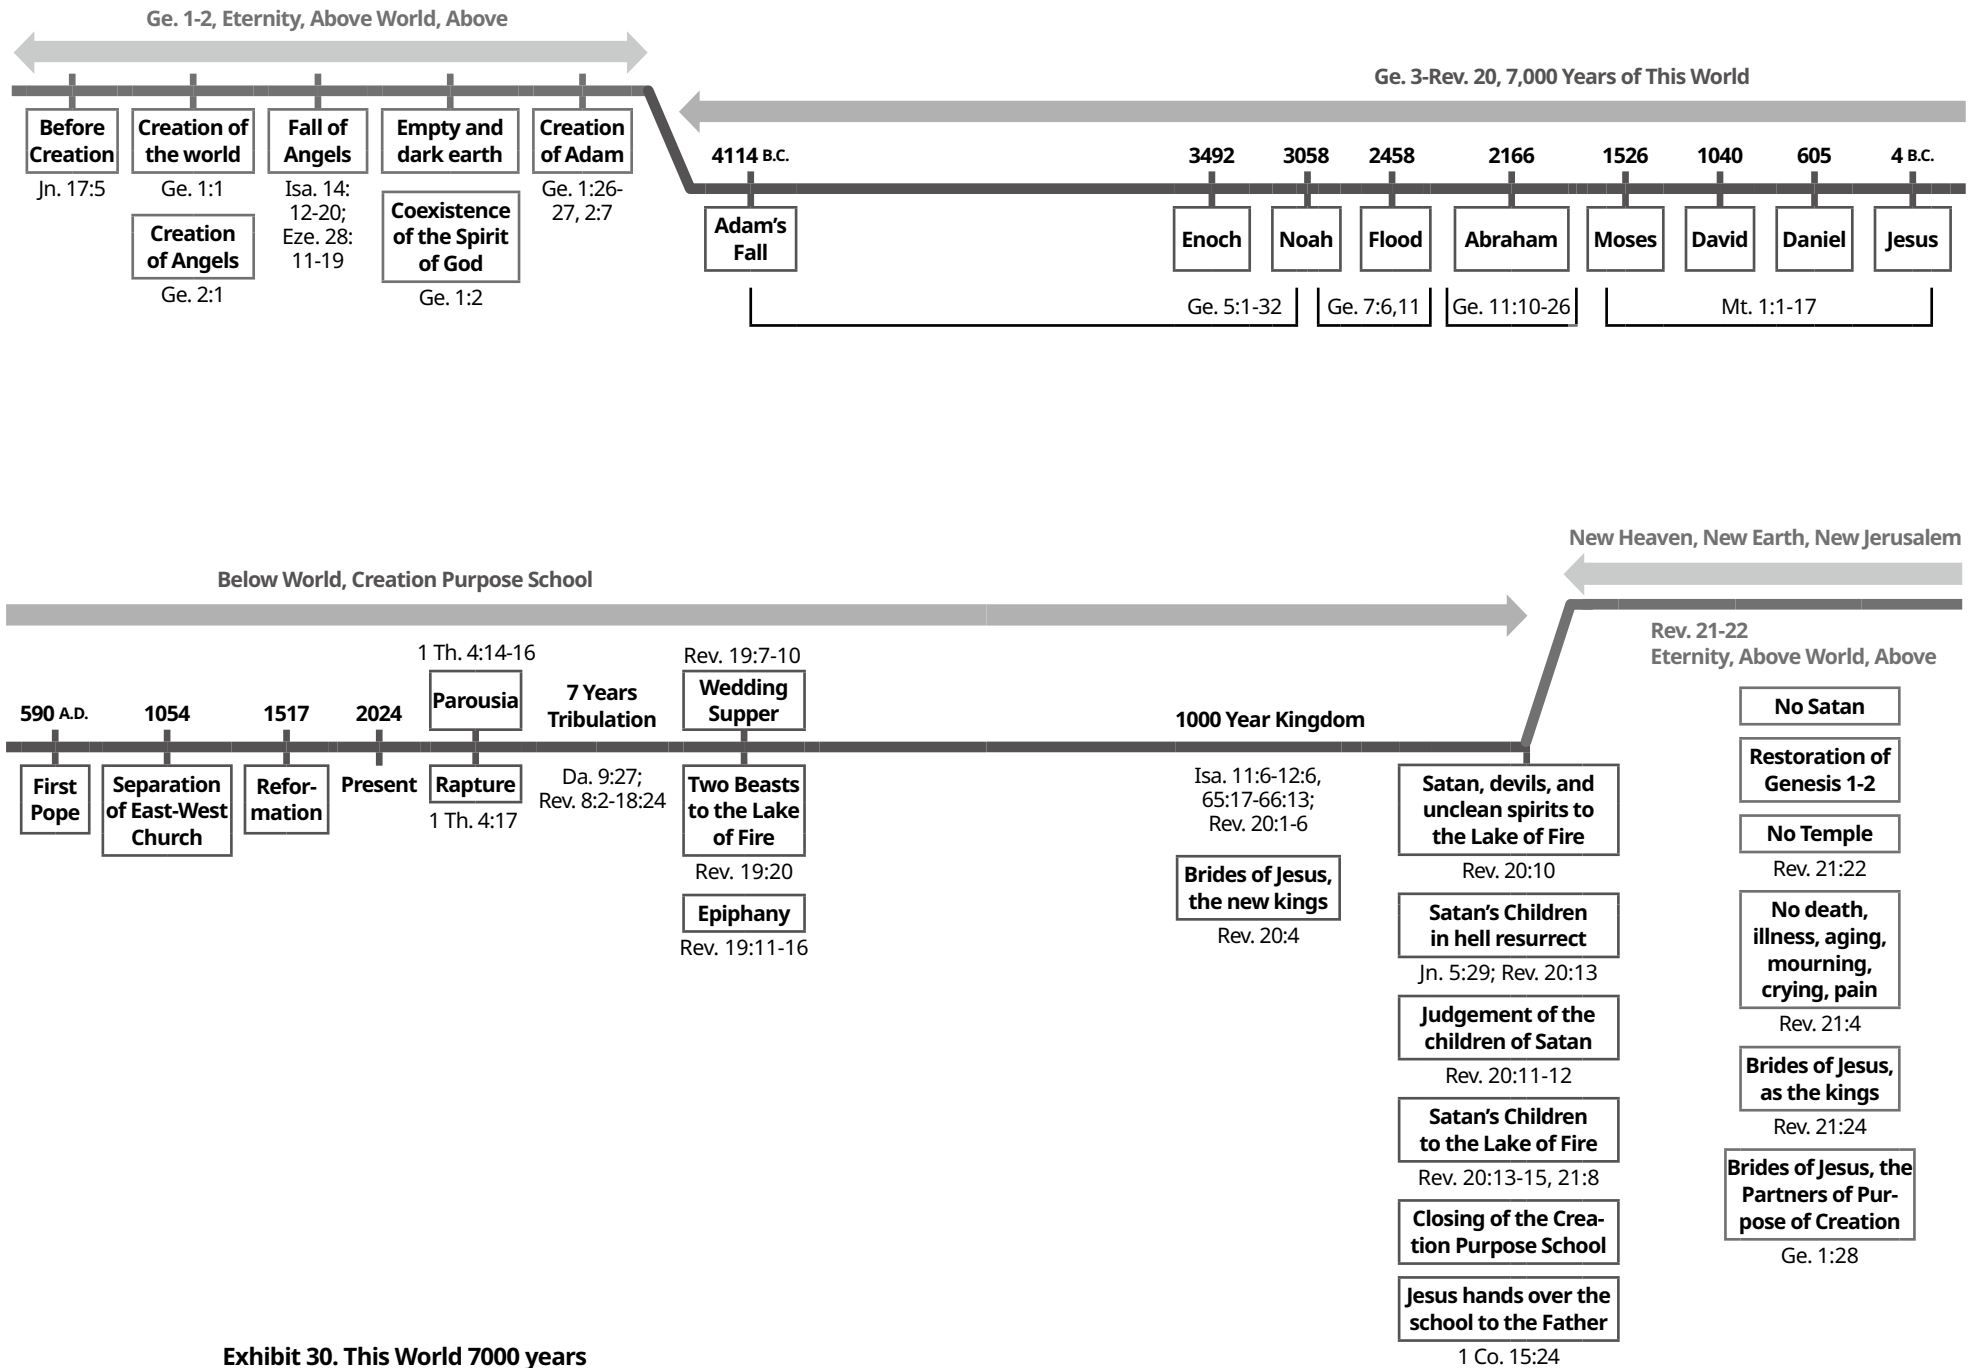 Ge. 1-2, Eternity, Above World, Above
Before
Creation
Jn. 17:5
Creation of
the world
Ge. 1:1
Creation
of Angels
Ge. 2:1
Fall of
Angels
Isa. 14:
12-20;
Eze. 28:
11-19
Empty and
dark earth
Coexistence
of the Spirit
of God
Ge. 1:2
Creation
of Adam
Ge. 1:26-
27, 2:7
Ge. 3-Rev. 20, 7,000 Years of This World
4114 B.C.
Adam’s
Fall
3492
Enoch
3058
Noah
2458
Flood
2166
Abraham
1526
Moses
1040
David
605
Daniel
4 B.C.
Jesus
Ge. 5:1-32
Ge. 7:6,11
Ge. 11:10-26
Mt. 1:1-17
Below World, Creation Purpose School
590 A.D.
First
Pope
1054
Separation
of East-West
Church
1517
Refor-
mation
2024
Present
1 Th. 4:14-16
Parousia
Rapture
1 Th. 4:17
7 Years
Tribulation
Da. 9:27;
Rev. 8:2-18:24
Rev. 19:7-10
Wedding
Supper
Two Beasts
to the Lake
of Fire
Rev. 19:20
Epiphany
Rev. 19:11-16
1000 Year Kingdom
Isa. 11:6-12:6,
65:17-66:13;
Rev. 20:1-6
Brides of Jesus,
the new kings
Rev. 20:4
Satan, devils, and
unclean spirits to
the Lake of Fire
Rev. 20:10
Satan’s Children
in hell resurrect
Jn. 5:29; Rev. 20:13
Judgement of the
children of Satan
Rev. 20:11-12
Satan’s Children
to the Lake of Fire
Rev. 20:13-15, 21:8
Closing of the Crea-
tion Purpose School
Jesus hands over the
school to the Father
1 Co. 15:24
New Heaven, New Earth, New Jerusalem
Rev. 21-22
Eternity, Above World, Above
No Satan
Restoration of
Genesis 1-2
No Temple
Rev. 21:22
No death,
illness, aging,
mourning,
crying, pain
Rev. 21:4
Brides of Jesus,
as the kings
Rev. 21:24
Brides of Jesus, the
Partners of Pur-
pose of Creation
Ge. 1:28
Exhibit 30. This World 7000 years